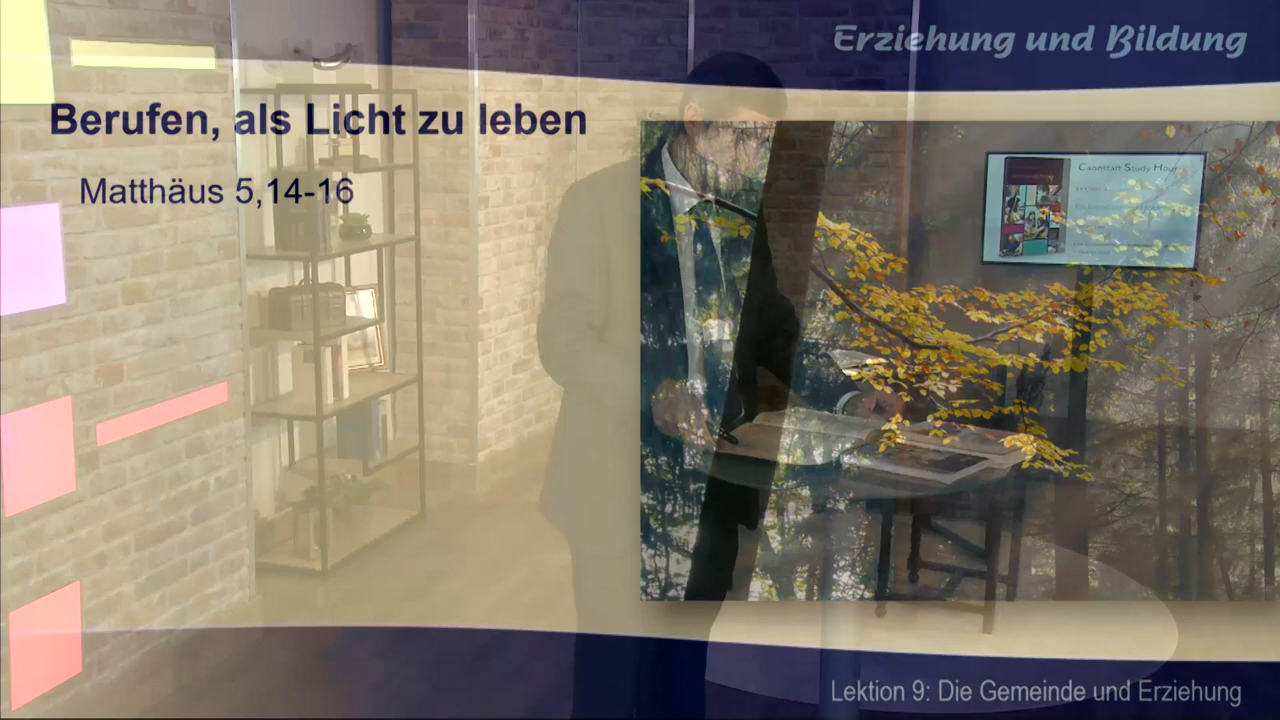 Erziehung und Bildung
Berufen, als Licht zu leben
Matthäus 5,14-16
Cannstatt Study Hour
Lektion 9: Die Gemeinde und Erziehung